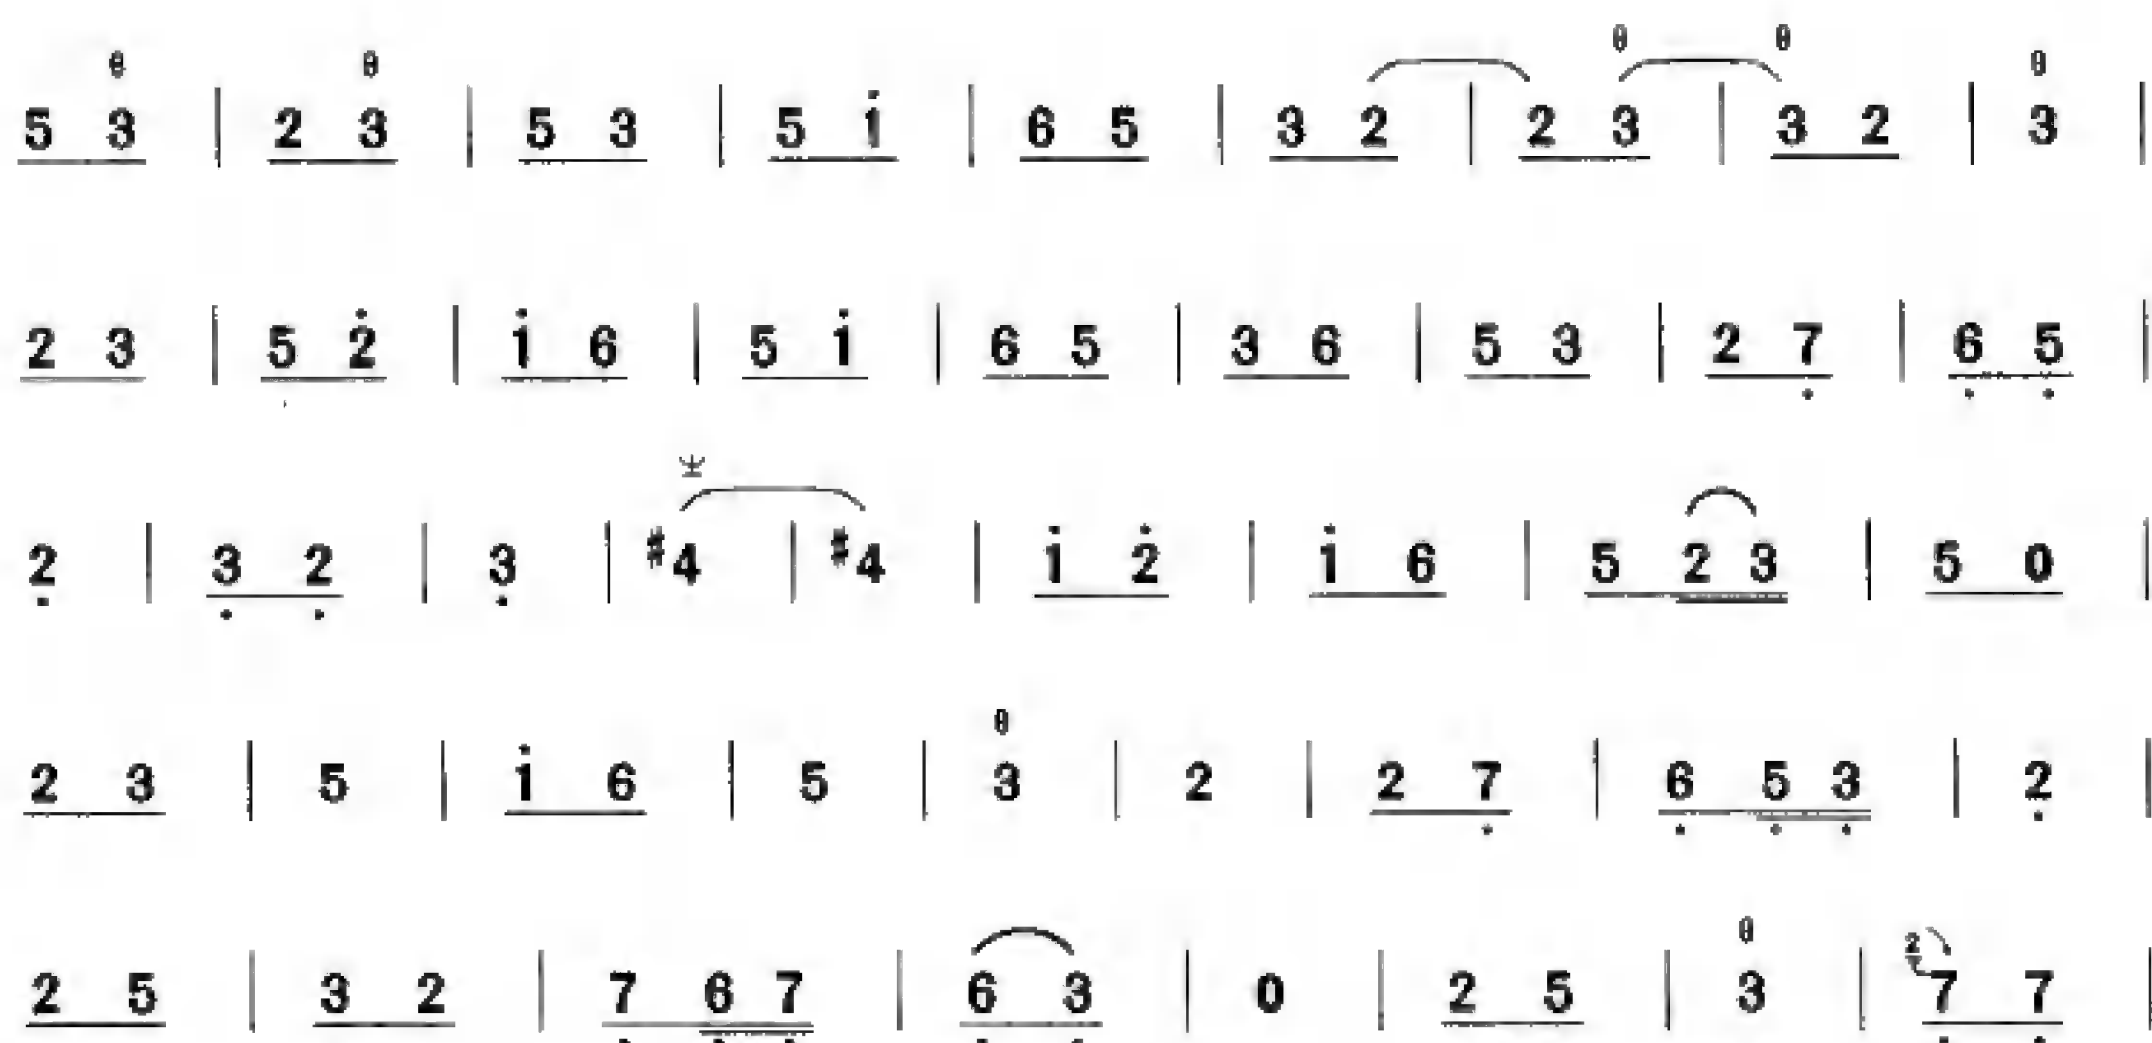 5 3 | 2 3 | 5 3 | 5 1̇ | 6 5 | 3 2 | 2 3 | 3 2 | 3 |
2 3 | 5 2̇ | 1̇ 6 | 5 1̇ | 6 5 | 3 6 | 5 3 | 2 7̣ | 6̣ 5̣ |
2̣ | 3̣ 2̣ | 3̣ | #4 | #4 | 1̇ 2̇ | 1̇ 6 | 5 2 3 | 5 0 |
2 3 | 5 | 1̇ 6 | 5 | 3 | 2 | 2 7̣ | 6̣ 5̣ 3̣ | 2̣ |
2 5 | 3 2 | 7̣ 6̣ 7̣ | 6̣ 3̣ | 0 | 2 5 | 3 | 2 7̣ 7̣ |